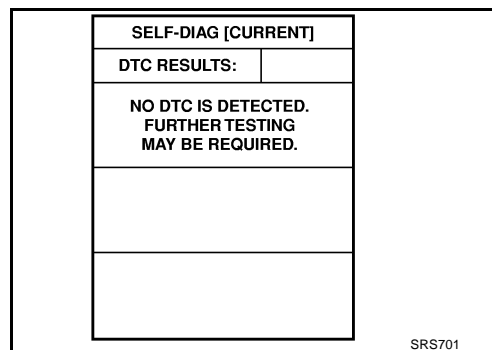 SELF-DIAG [CURRENT]
DTC RESULTS:
NO DTC IS DETECTED.
FURTHER TESTING
MAY BE REQUIRED.
SRS701